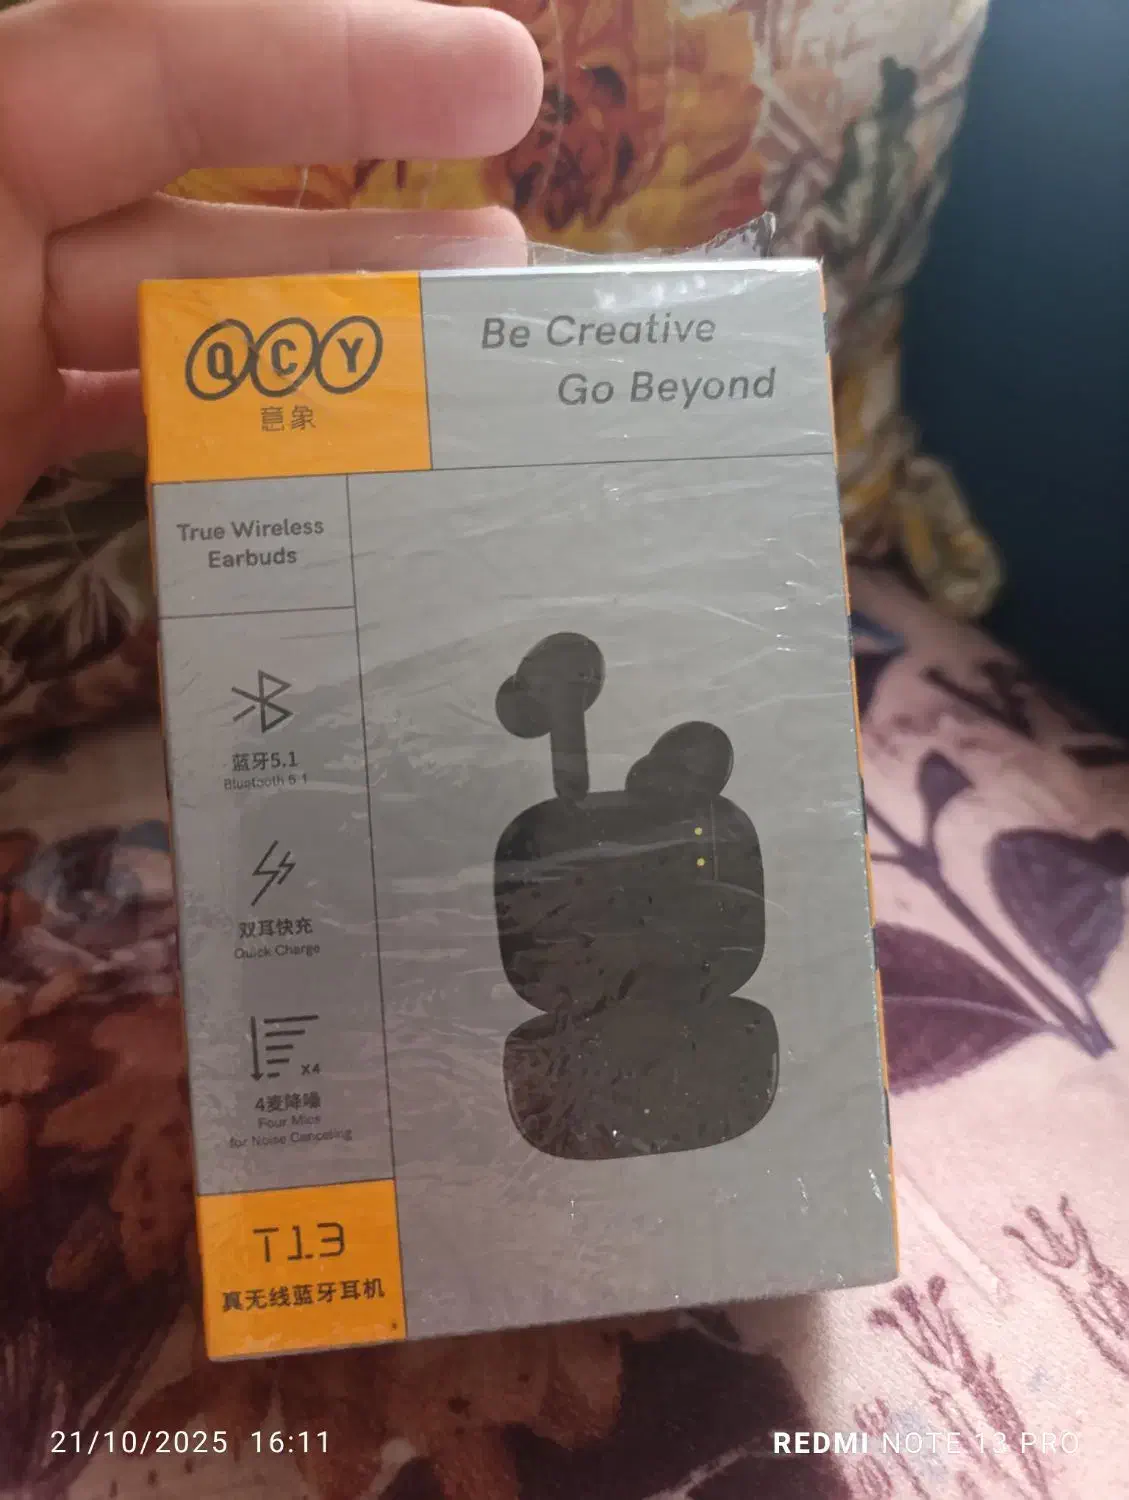 QCY
意象
Be Creative
Go Beyond
True Wireless
Earbuds
蓝牙5.1
Bluetooth 5.1
双耳快充
Quick Charge
x4
4麦降噪
Four Mics
for Noise Canceling
T13
真无线蓝牙耳机
21/10/2025 16:11
REDMI NOTE 13 PRO